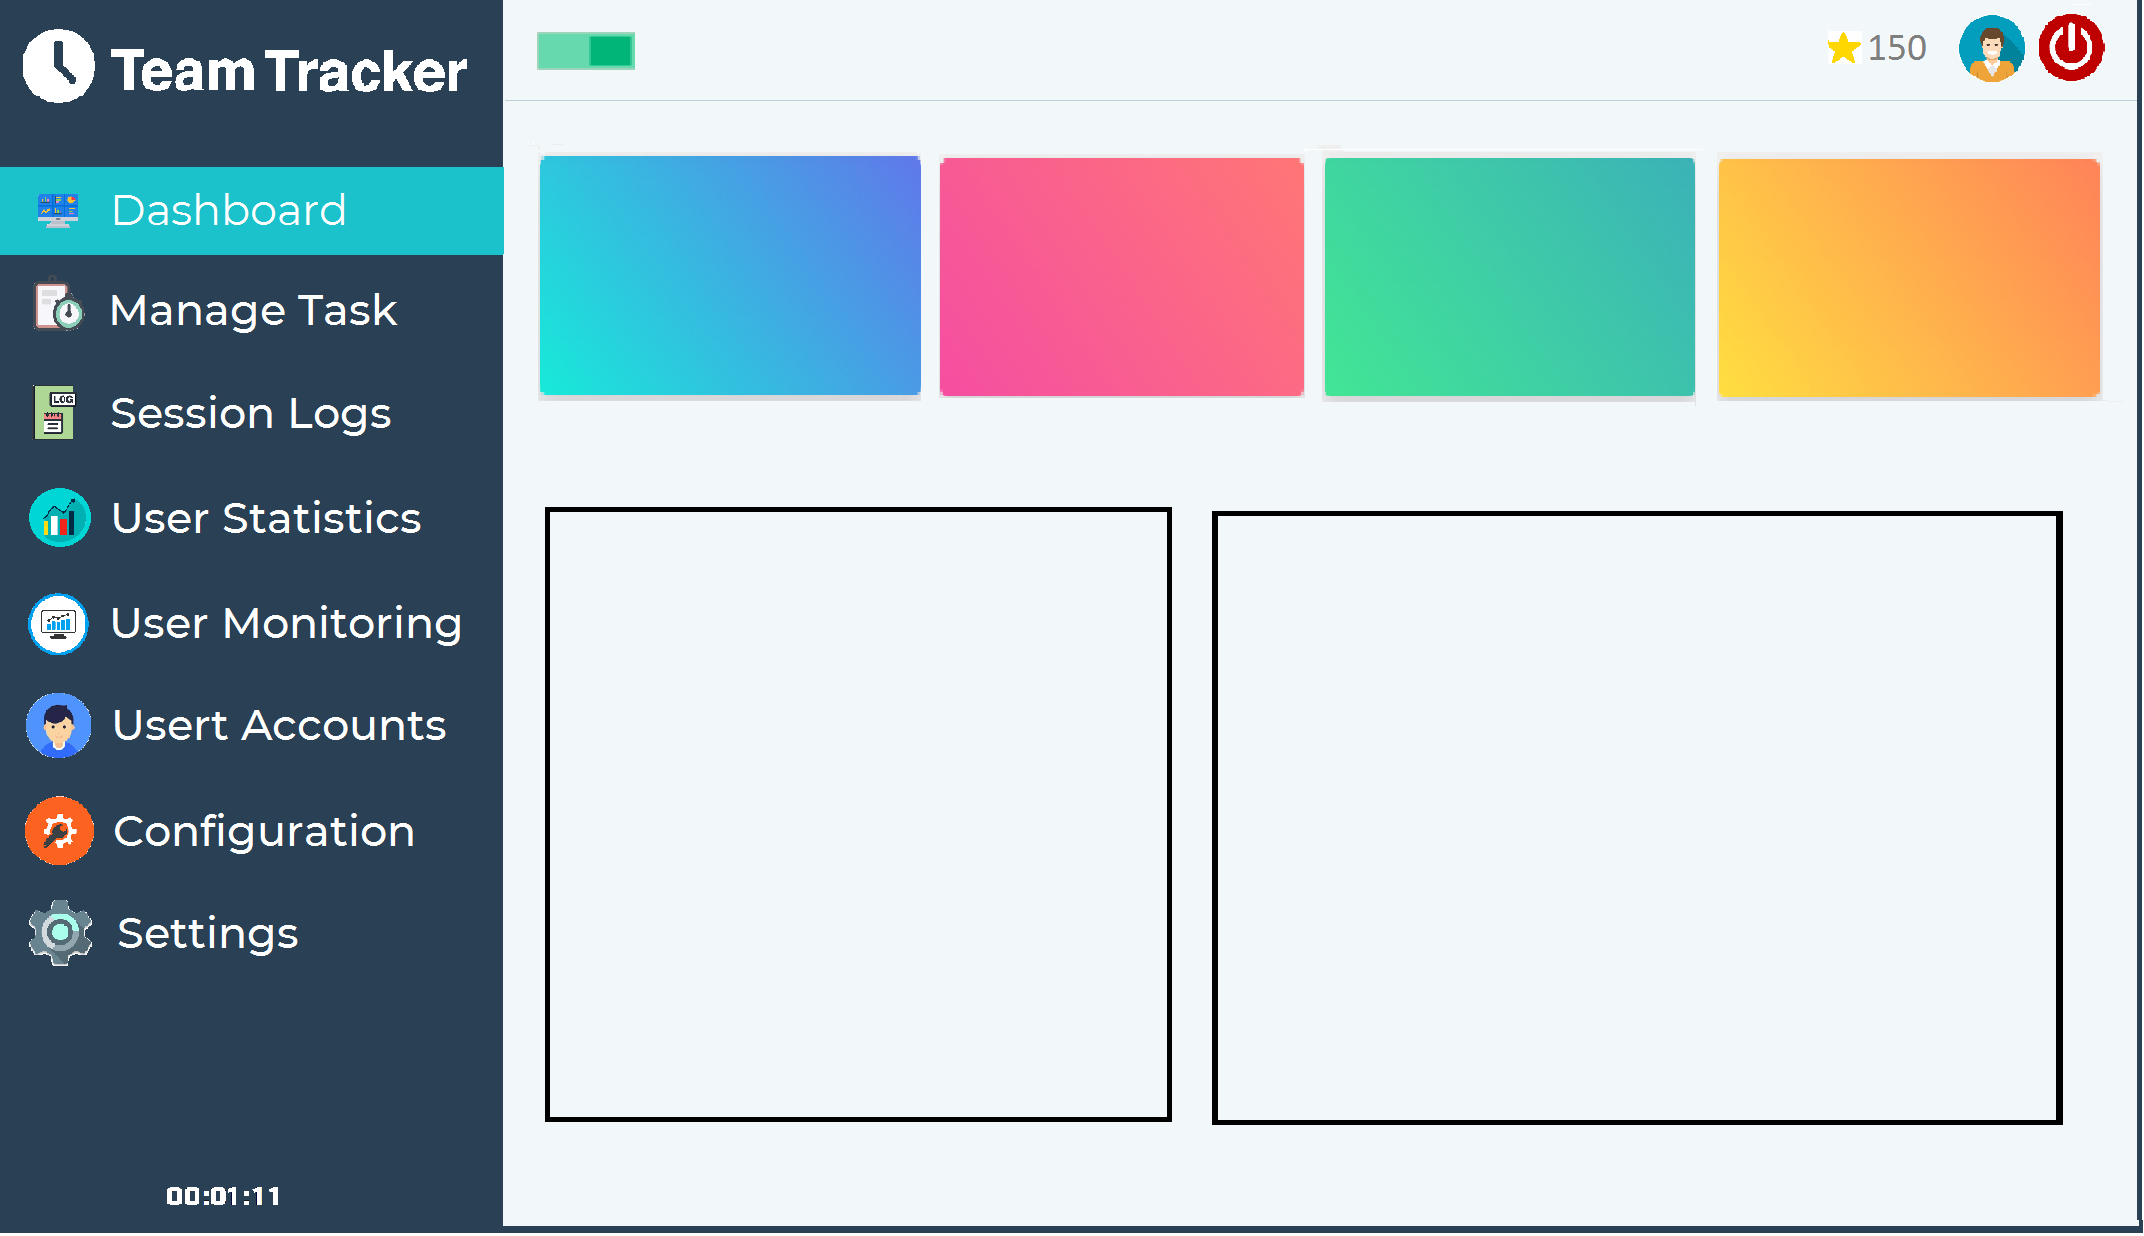 Team Tracker
150
Dashboard
Manage Task
LOG
Session Logs
User Statistics
User Monitoring
Usert Accounts
Configuration
Settings
00:01:11